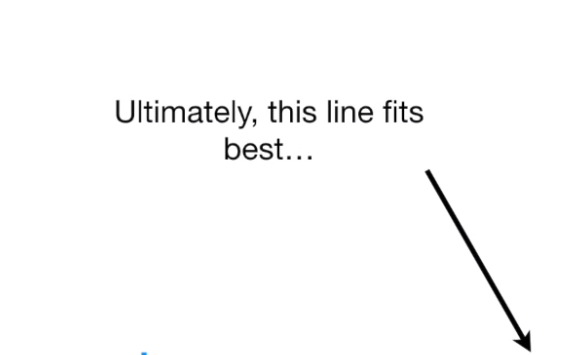 Ultimately, this line fits
best…